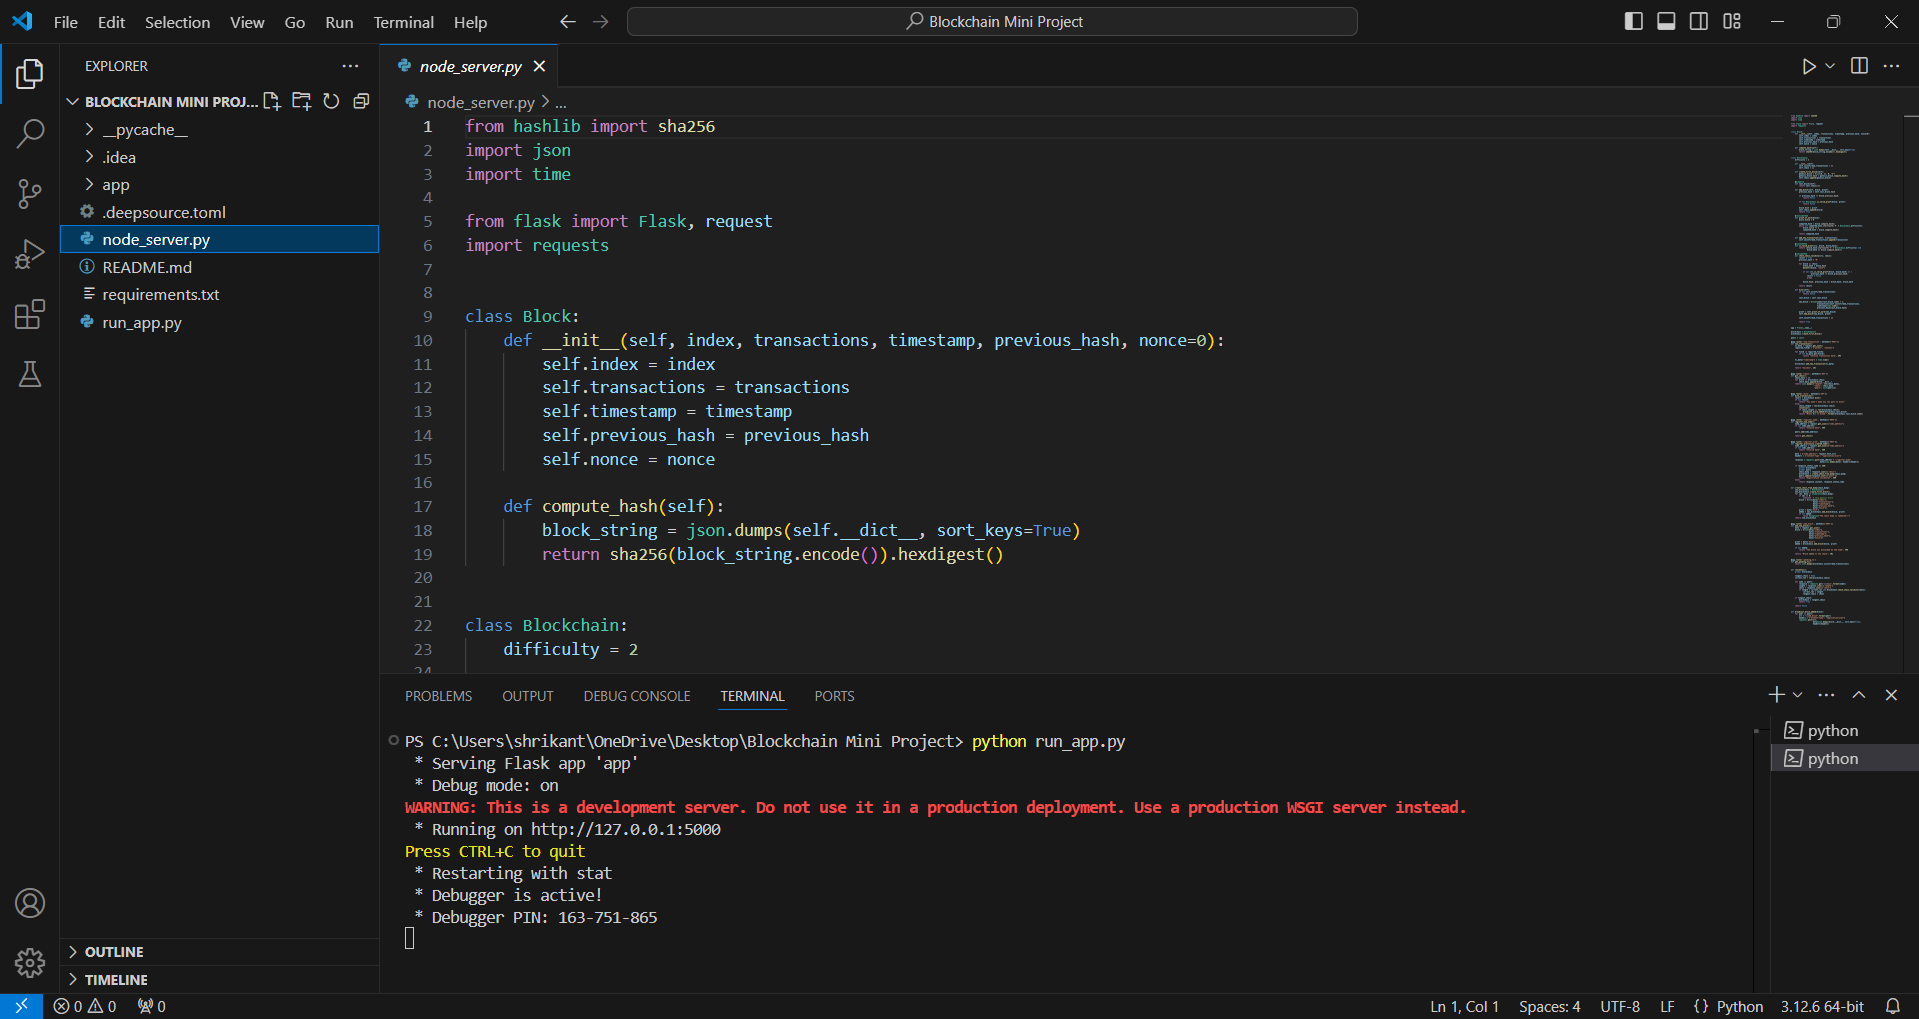 File Edit Selection View Go Run Terminal Help
Blockchain Mini Project
EXPLORER
BLOCKCHAIN MINI PROJ...
__pycache__
.idea
app
.deepsource.toml
node_server.py
README.md
requirements.txt
run_app.py
OUTLINE
TIMELINE
node_server.py
node_server.py > ...
1 from hashlib import sha256
2 import json
3 import time
4
5 from flask import Flask, request
6 import requests
7
8
9 class Block:
10 def __init__(self, index, transactions, timestamp, previous_hash, nonce=0):
11 self.index = index
12 self.transactions = transactions
13 self.timestamp = timestamp
14 self.previous_hash = previous_hash
15 self.nonce = nonce
16
17 def compute_hash(self):
18 block_string = json.dumps(self.__dict__, sort_keys=True)
19 return sha256(block_string.encode()).hexdigest()
20
21
22 class Blockchain:
23 difficulty = 2
24
PROBLEMS OUTPUT DEBUG CONSOLE TERMINAL PORTS
PS C:\Users\shrikant\OneDrive\Desktop\Blockchain Mini Project> python run_app.py
* Serving Flask app 'app'
* Debug mode: on
WARNING: This is a development server. Do not use it in a production deployment. Use a production WSGI server instead.
* Running on http://127.0.0.1:5000
Press CTRL+C to quit
* Restarting with stat
* Debugger is active!
* Debugger PIN: 163-751-865
python
python
0 0 0
Ln 1, Col 1 Spaces: 4 UTF-8 LF {} Python 3.12.6 64-bit